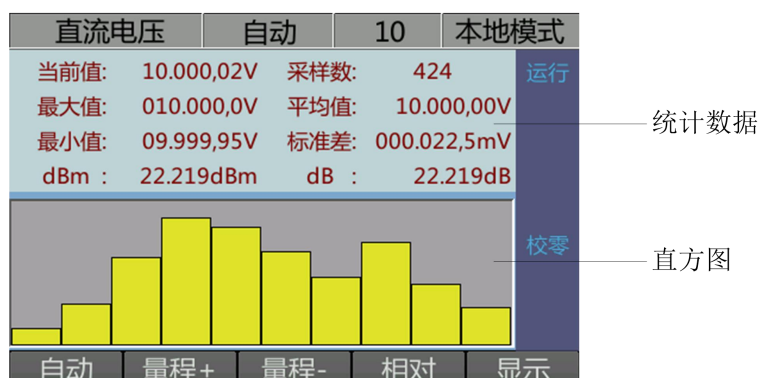 直流电压 自动 10 本地模式
当前值: 10.000,02V 采样数: 424 运行
最大值: 010.000,0V 平均值: 10.000,00V
统计数据
最小值: 09.999,95V 标准差: 000.022,5mV
dBm : 22.219dBm dB : 22.219dB
校零
直方图
自动 量程+ 量程- 相对 显示